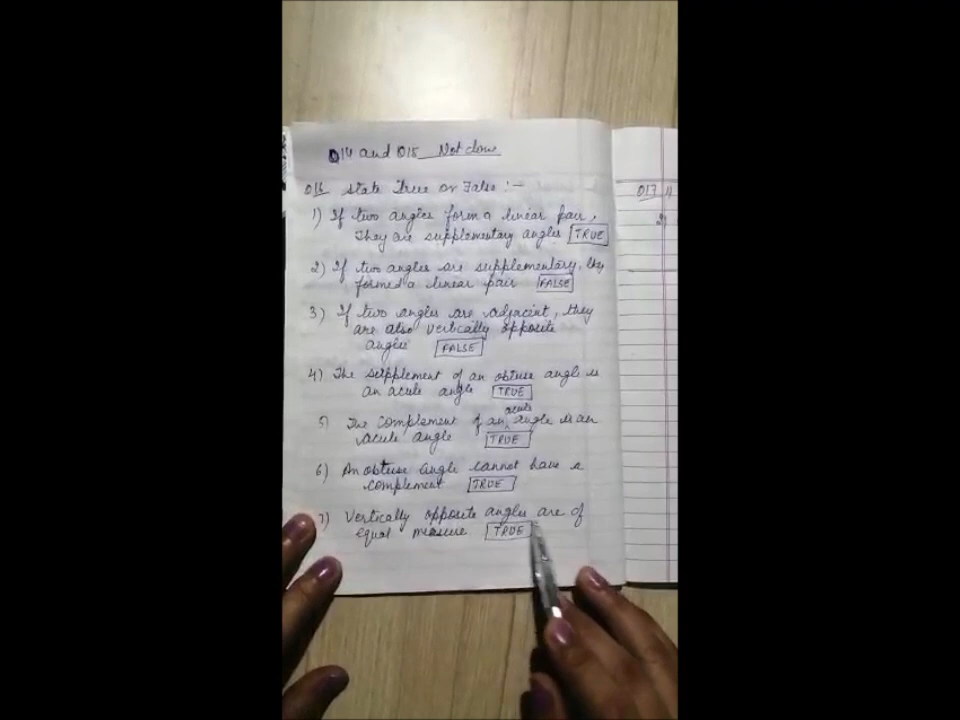 Q14 and Q15 Not done
Q16 State True or False :-
1) If two angles form a linear pair,
They are supplementary angles TRUE
2) If two angles are supplementary, they
formed a linear pair FALSE
3) If two angles are adjacent, they
are also vertically opposite
angles FALSE
4) The supplement of an obtuse angle is
an acute angle TRUE
5) The complement of an acute angle is an
acute angle TRUE
6) An obtuse angle cannot have a
complement TRUE
7) Vertically opposite angles are of
equal measure TRUE
Q17 1)
2)